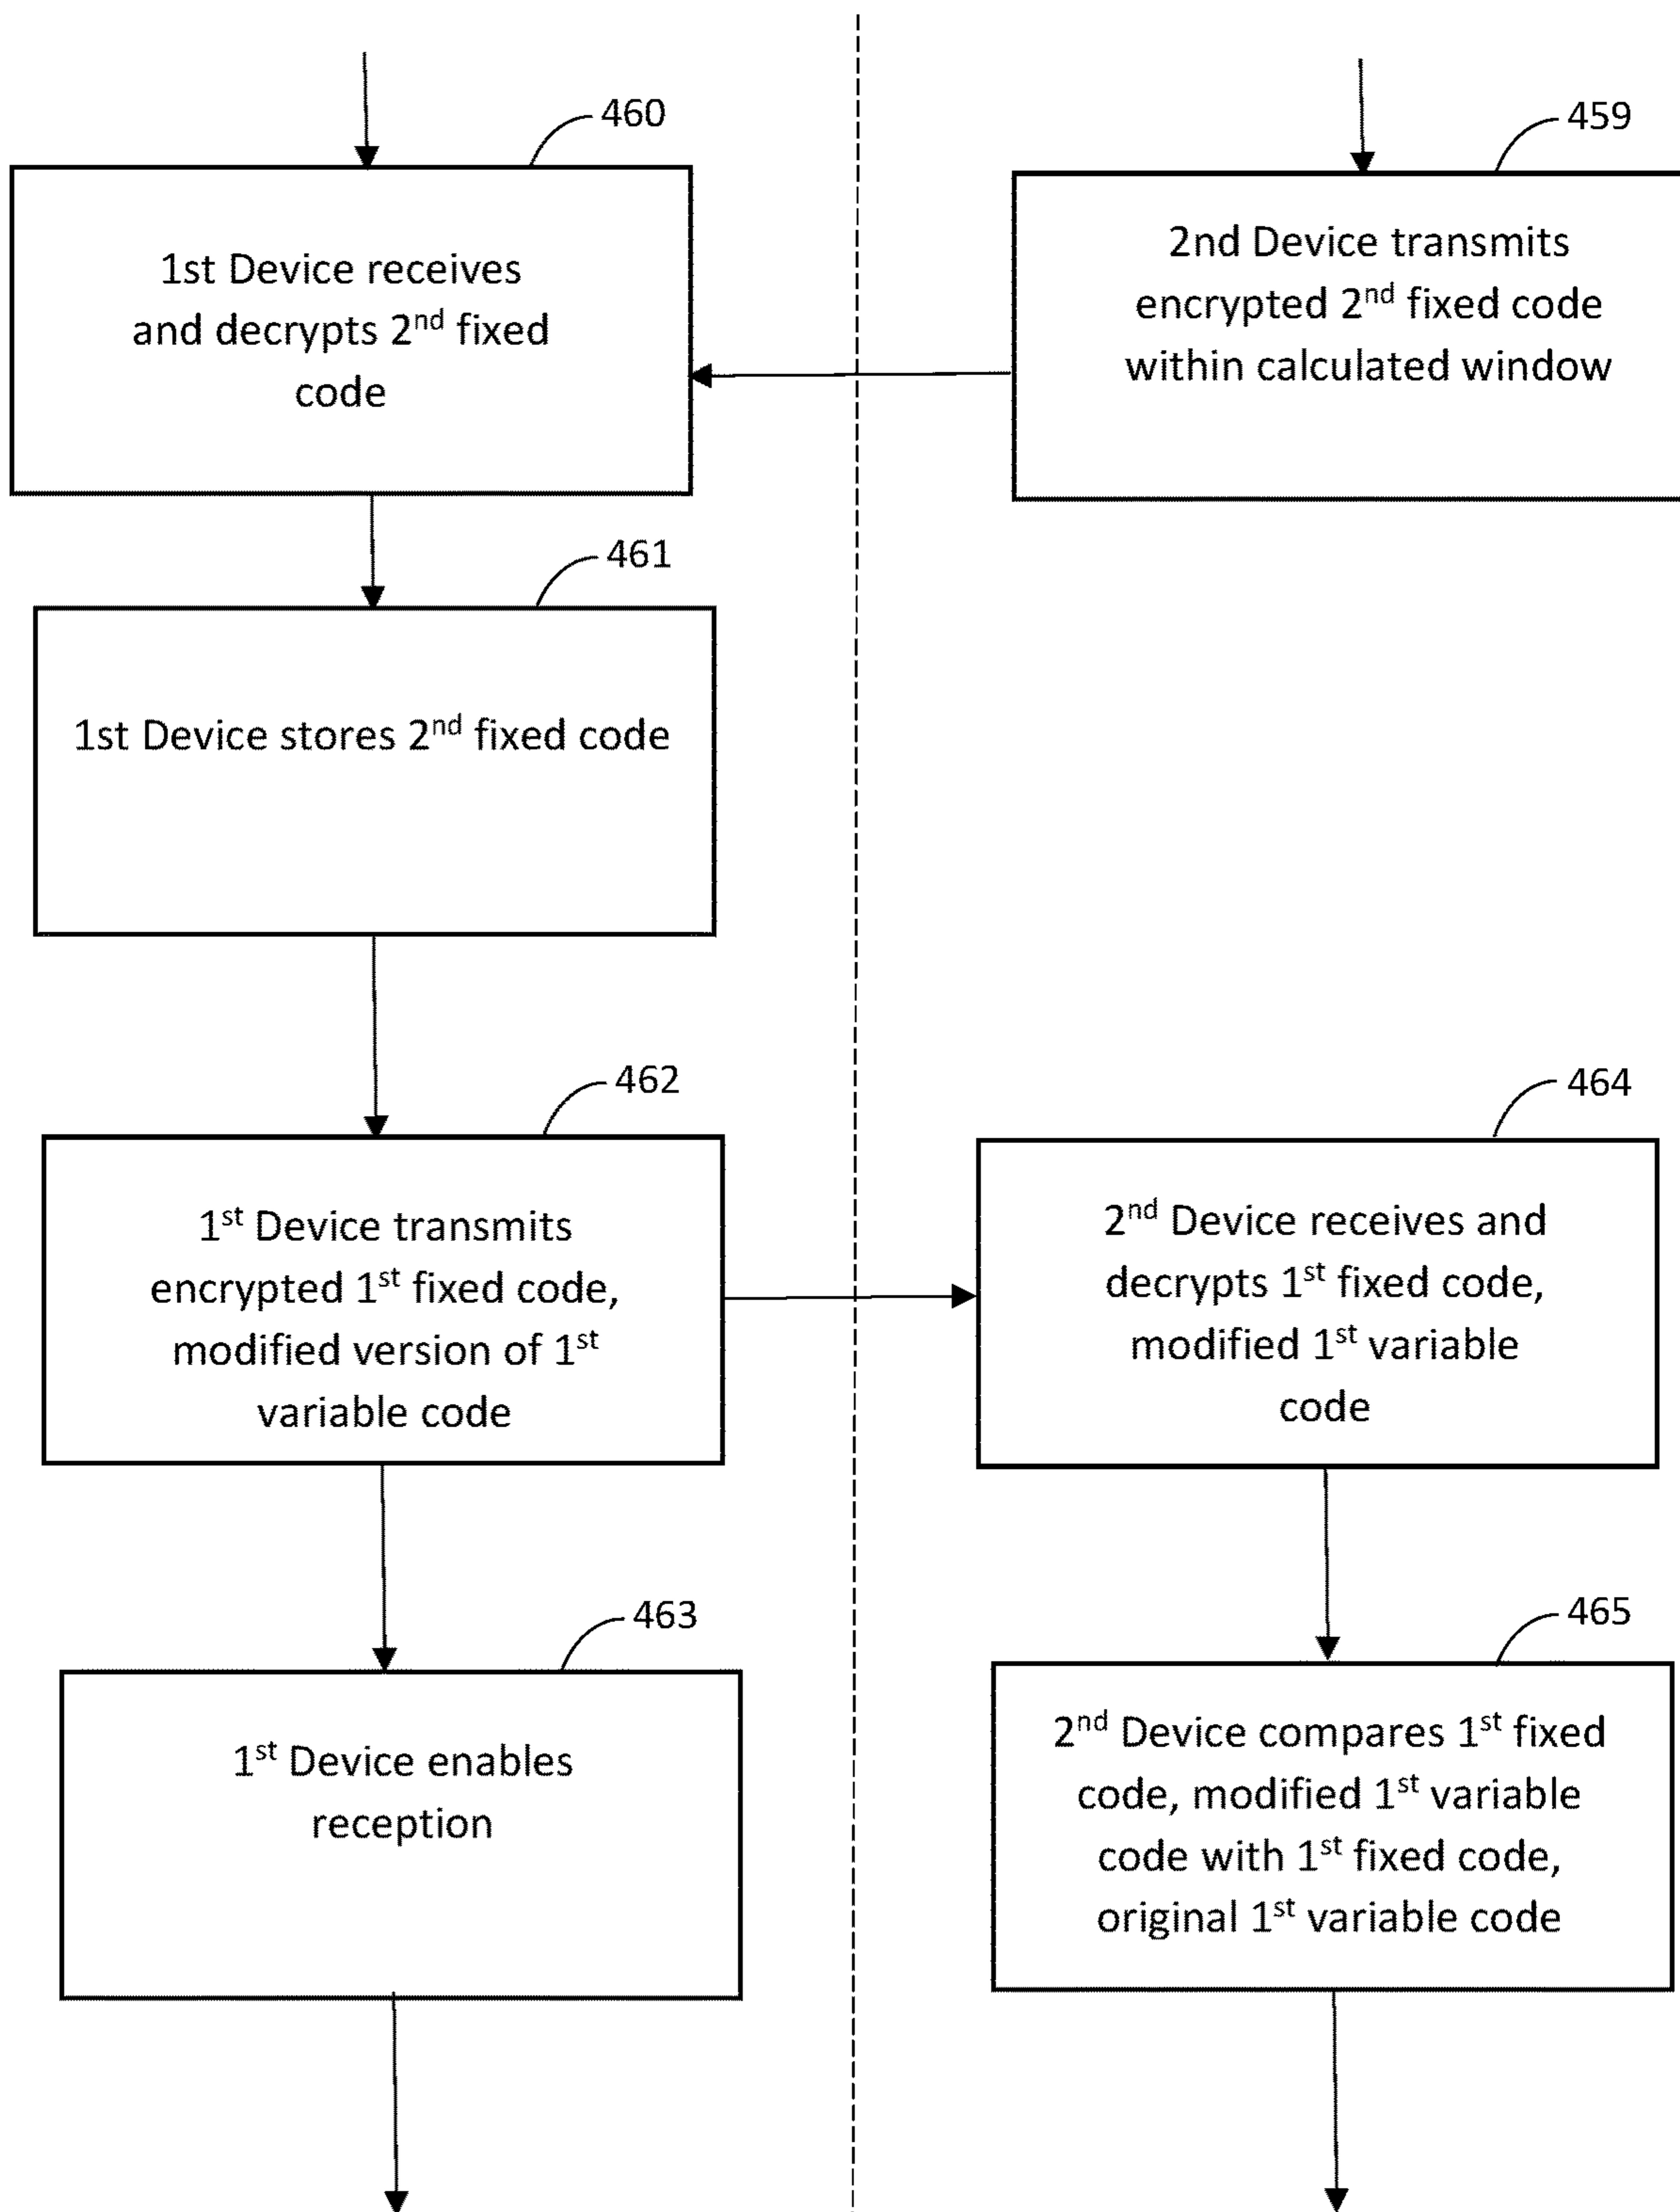 460
1st Device receives
and decrypts 2nd fixed
code
459
2nd Device transmits
encrypted 2nd fixed code
within calculated window
461
1st Device stores 2nd fixed code
462
1st Device transmits
encrypted 1st fixed code,
modified version of 1st
variable code
464
2nd Device receives and
decrypts 1st fixed code,
modified 1st variable
code
463
1st Device enables
reception
465
2nd Device compares 1st fixed
code, modified 1st variable
code with 1st fixed code,
original 1st variable code